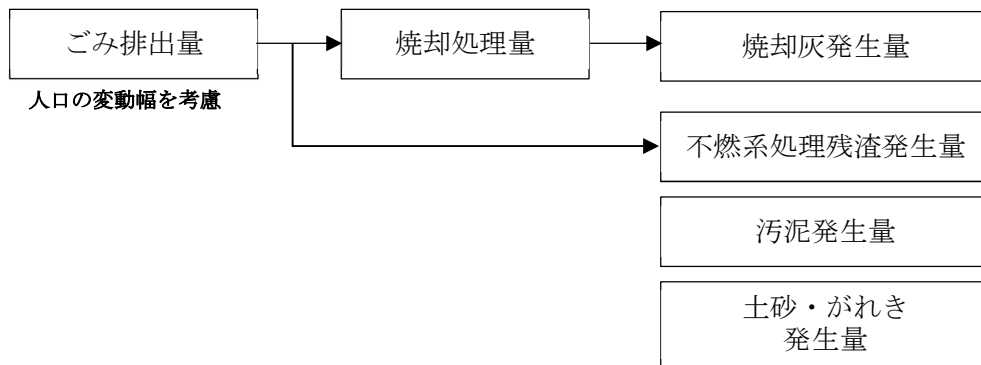 ごみ排出量
焼却処理量
焼却灰発生量
人口の変動幅を考慮
不燃系処理残渣発生量
汚泥発生量
土砂・がれき
発生量